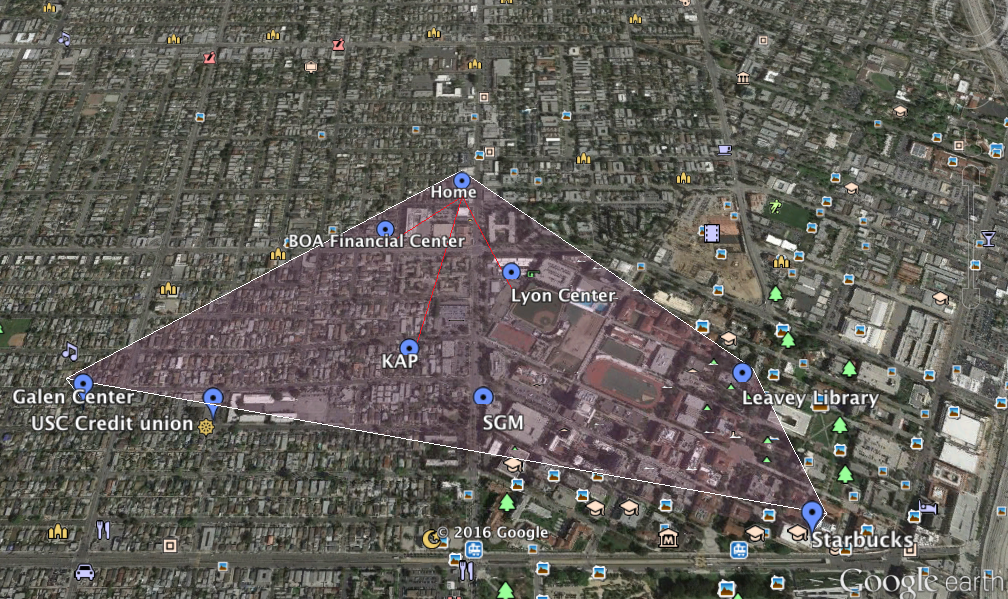 Home
BOA Financial Center
Lyon Center
KAP
Galen Center
Leavey Library
USC Credit union
SGM
© 2016 Google
Starbucks
Google earth